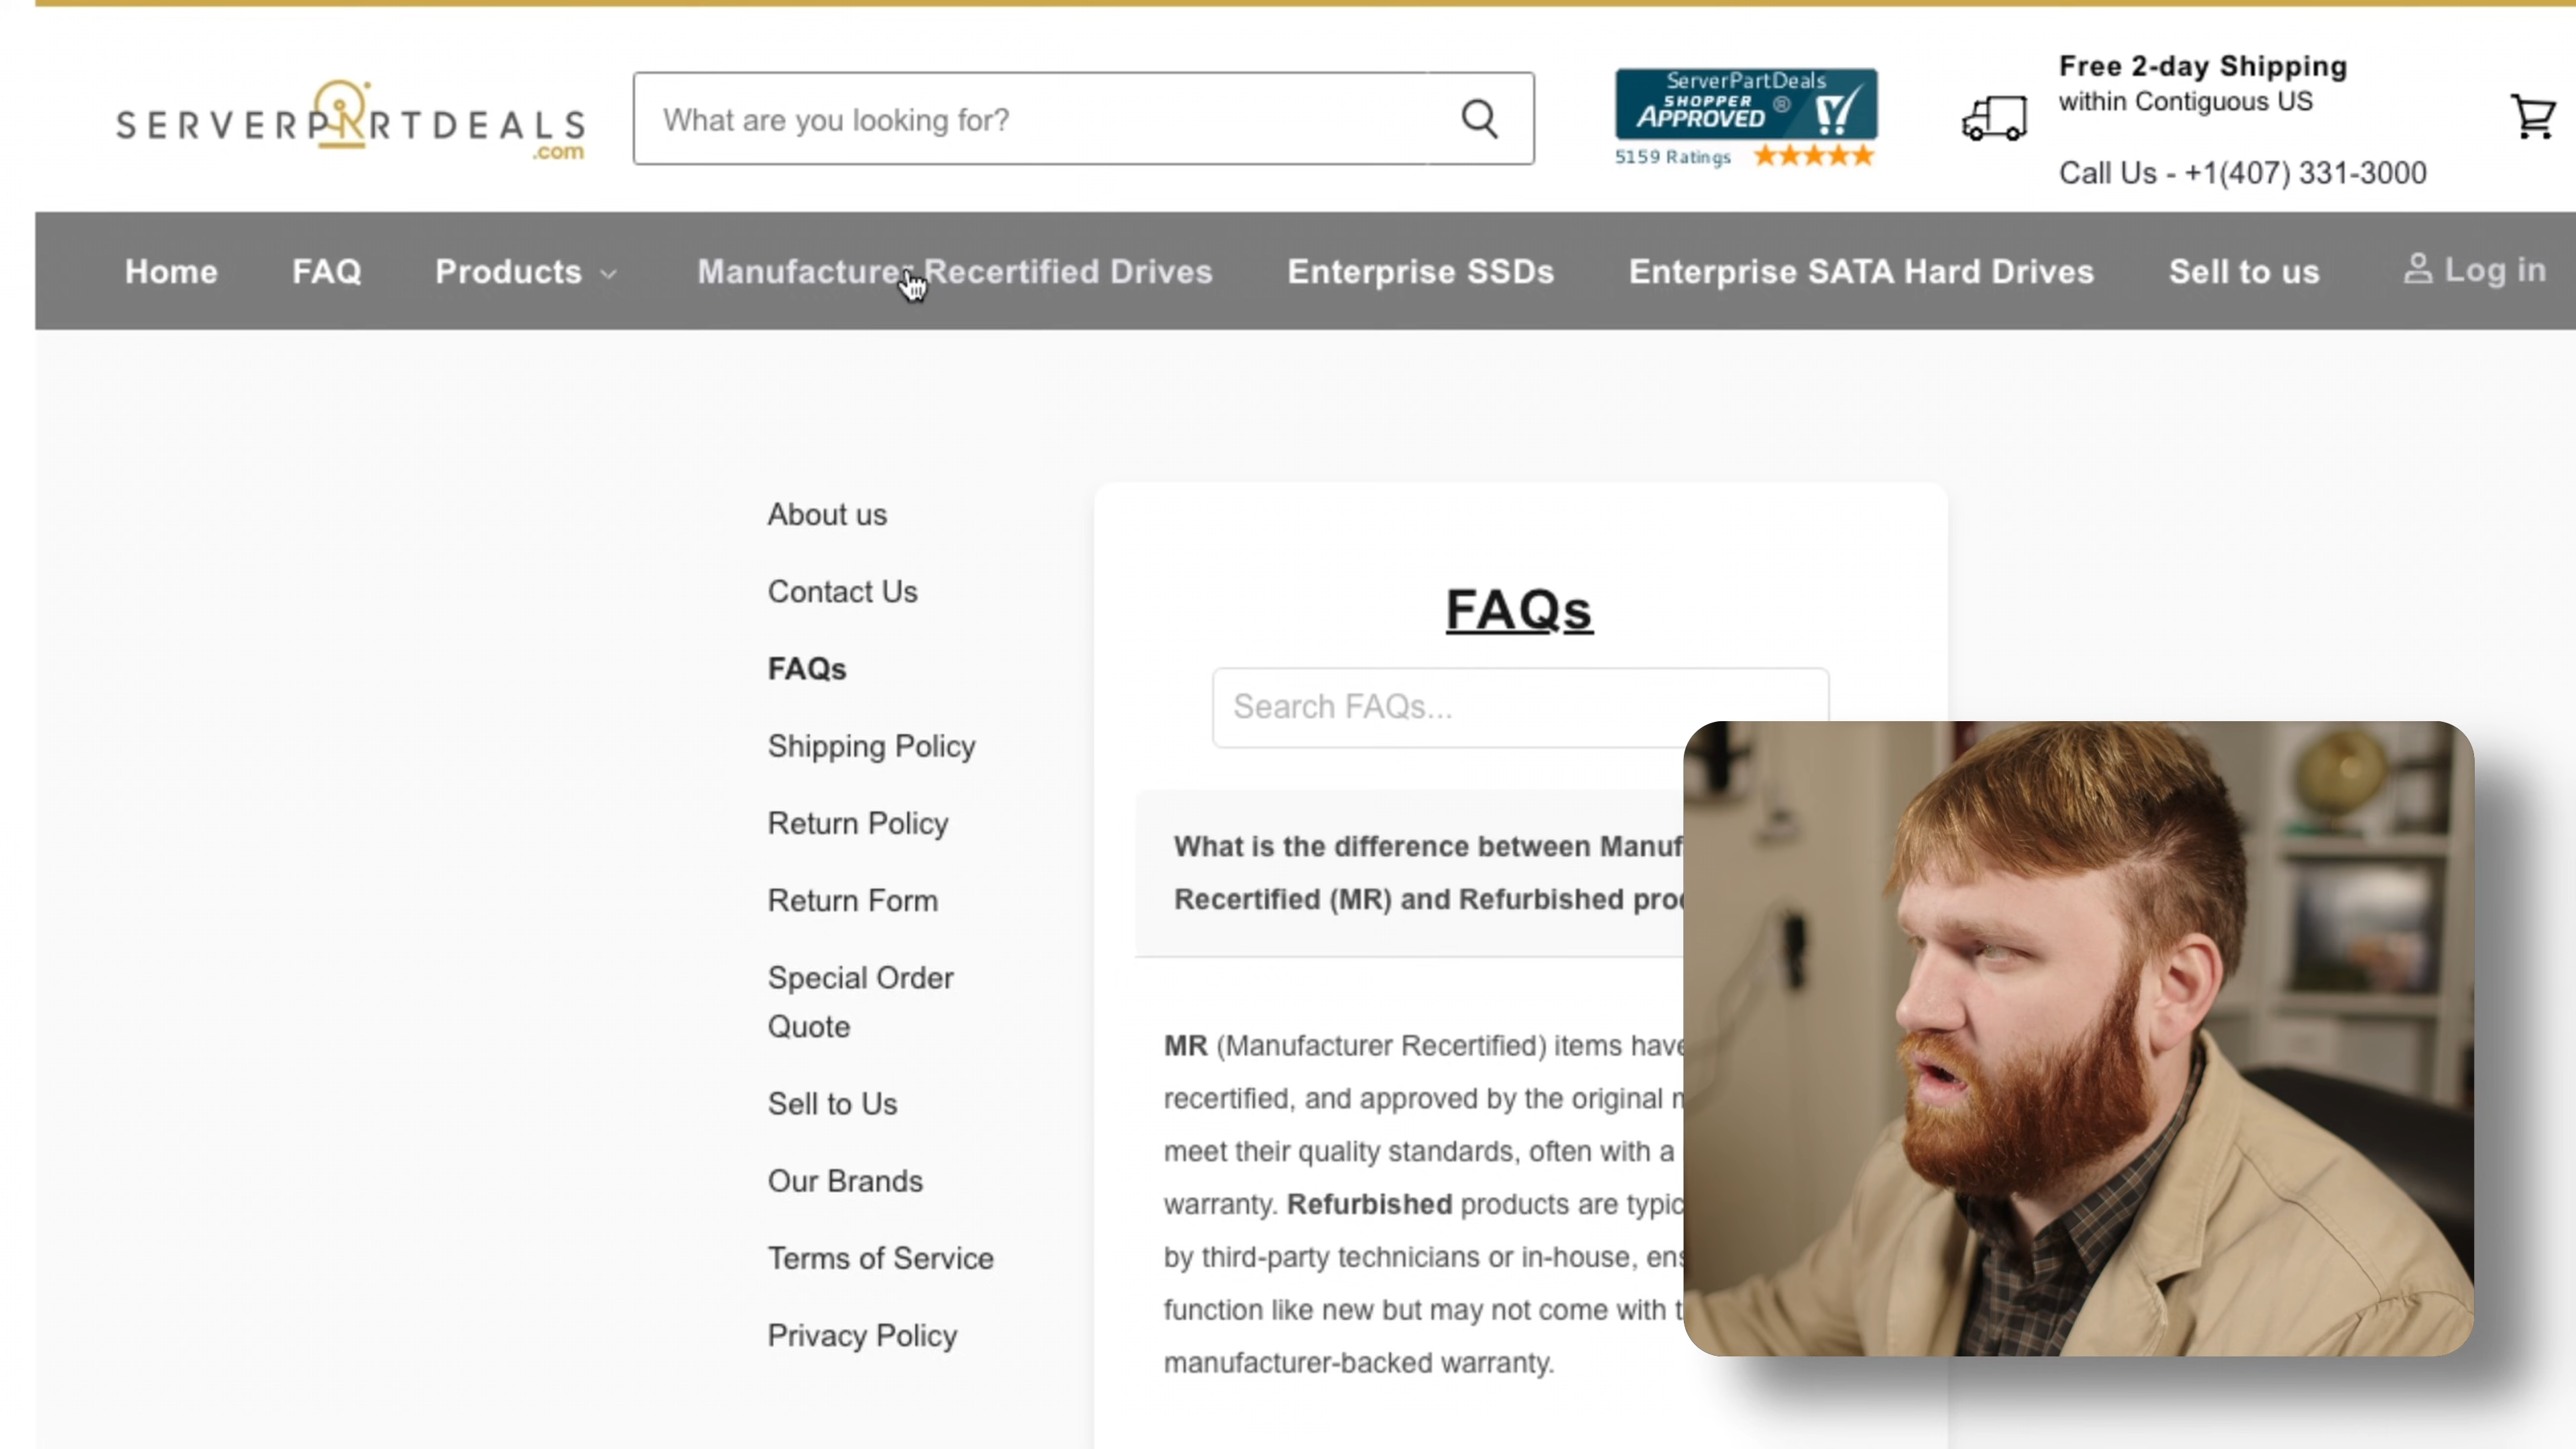 SERVERPARTDEALS
.com
What are you looking for?
ServerPartDeals
SHOPPER
APPROVED ®
5159 Ratings
Free 2-day Shipping
within Contiguous US
Call Us - +1(407) 331-3000
Home FAQ Products Manufacturer Recertified Drives Enterprise SSDs Enterprise SATA Hard Drives Sell to us Log in
About us
Contact Us
FAQs
Shipping Policy
Return Policy
Return Form
Special Order
Quote
Sell to Us
Our Brands
Terms of Service
Privacy Policy
FAQs
Search FAQs...
What is the difference between
Recertified (MR) and Refurbished
MR (Manufacturer Recertified) items have
recertified, and approved by the original
meet their quality standards, often with a
warranty. Refurbished products are
by third-party technicians or in-house,
function like new but may not come with
manufacturer-backed warranty.